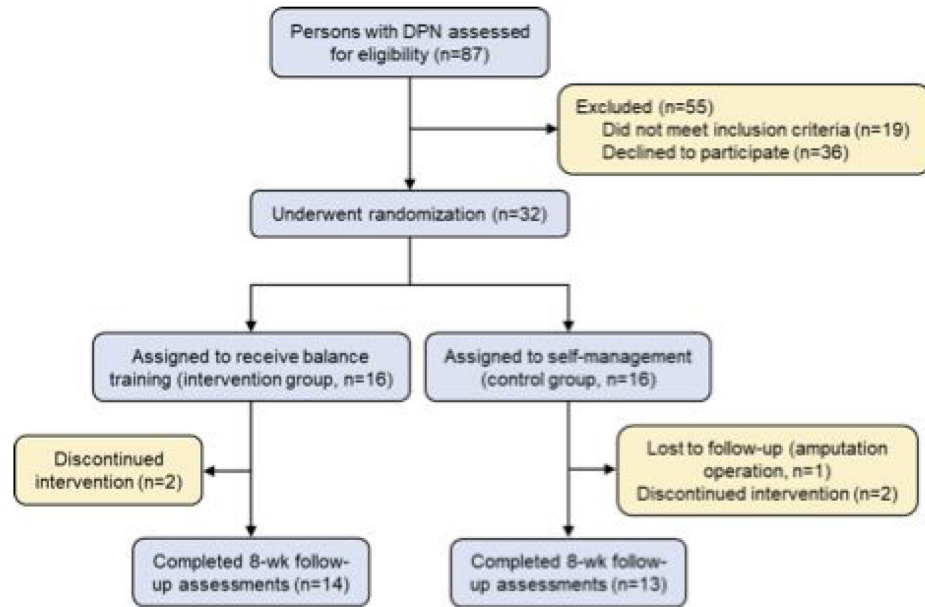 Persons with DPN assessed
for eligibility (n=87)
Excluded (n=55)
Did not meet inclusion criteria (n=19)
Declined to participate (n=36)
Underwent randomization (n=32)
Assigned to receive balance
training (intervention group, n=16)
Assigned to self-management
(control group, n=16)
Discontinued
intervention (n=2)
Lost to follow-up (amputation
operation, n=1)
Discontinued intervention (n=2)
Completed 8-wk follow-
up assessments (n=14)
Completed 8-wk follow-
up assessments (n=13)